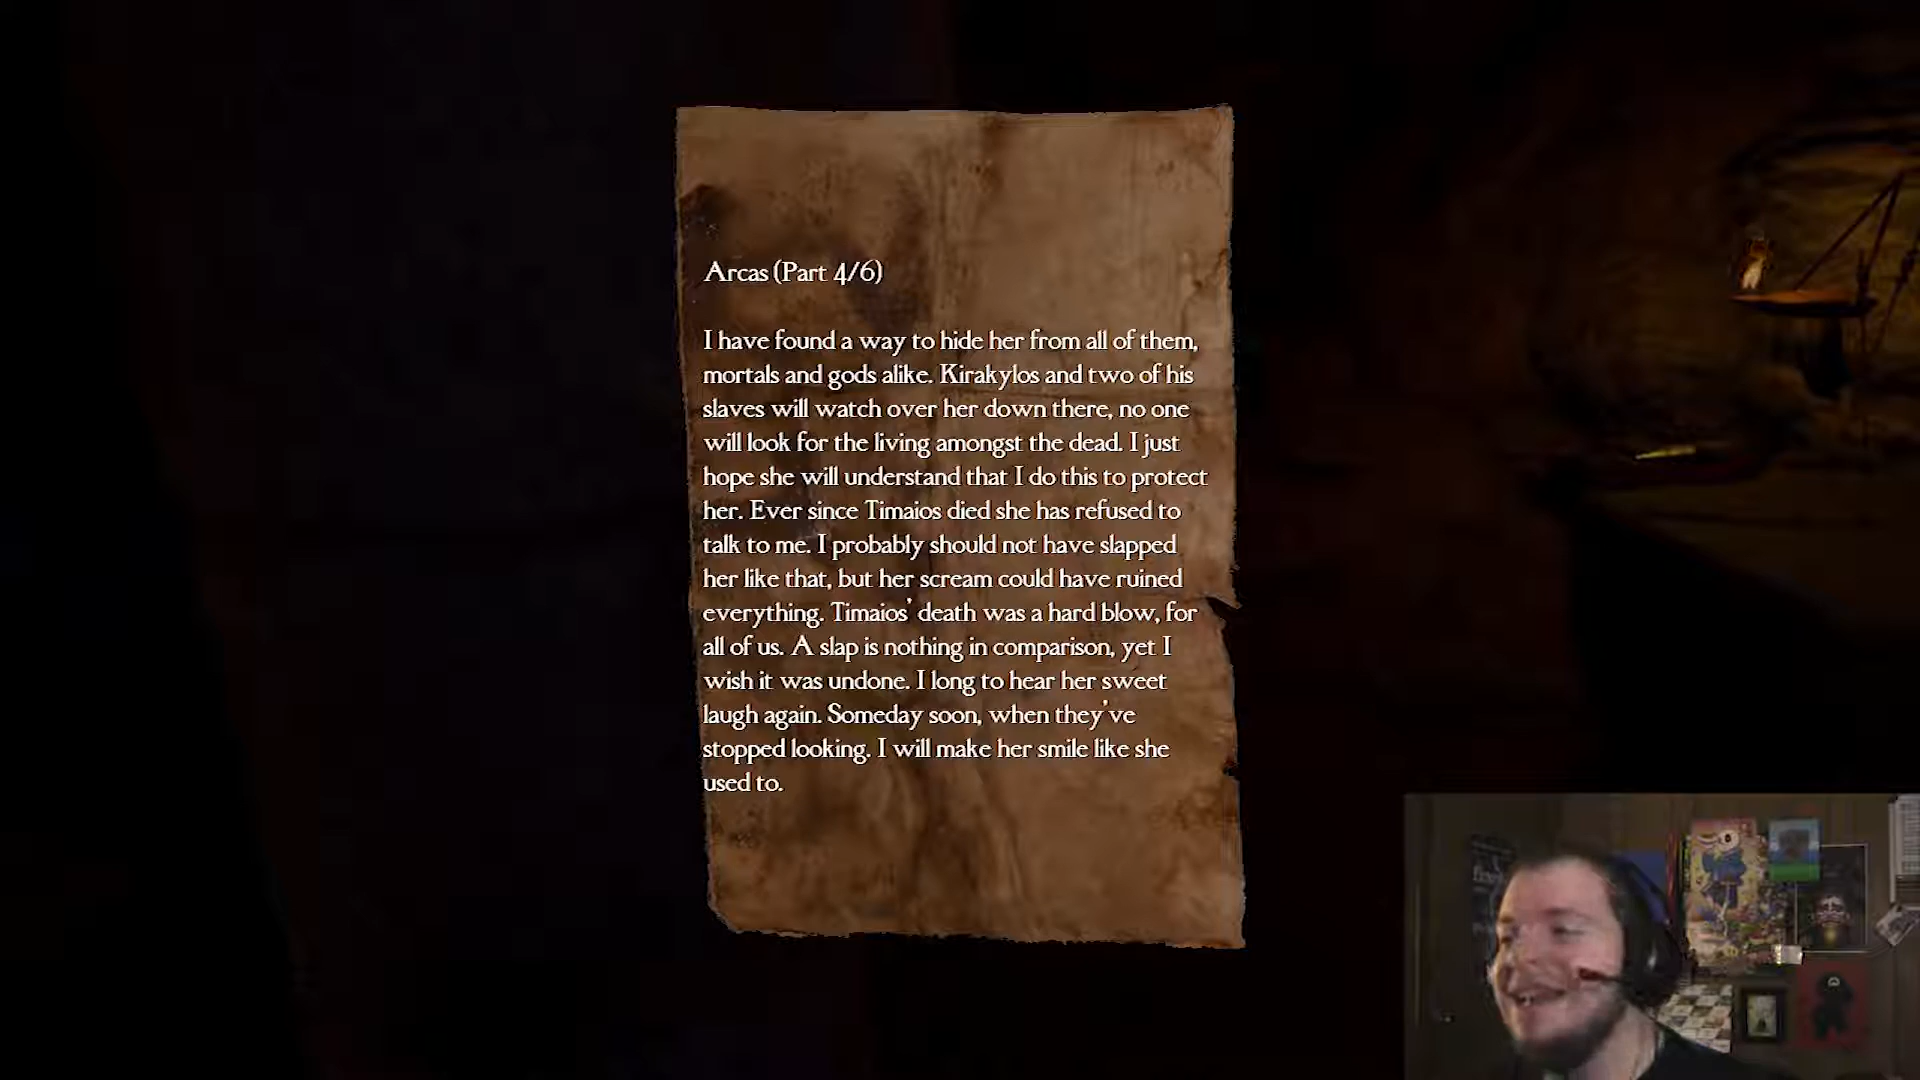 Arcas (Part 4/6)
I have found a way to hide her from all of them,
mortals and gods alike. Kirakylos and two of his
slaves will watch over her down there, no one
will look for the living amongst the dead. I just
hope she will understand that I do this to protect
her. Ever since Timaios died she has refused to
talk to me. I probably should not have slapped
her like that, but her scream could have ruined
everything. Timaios' death was a hard blow, for
all of us. A slap is nothing in comparison, yet I
wish it was undone. I long to hear her sweet
laugh again. Someday soon, when they've
stopped looking. I will make her smile like she
used to.